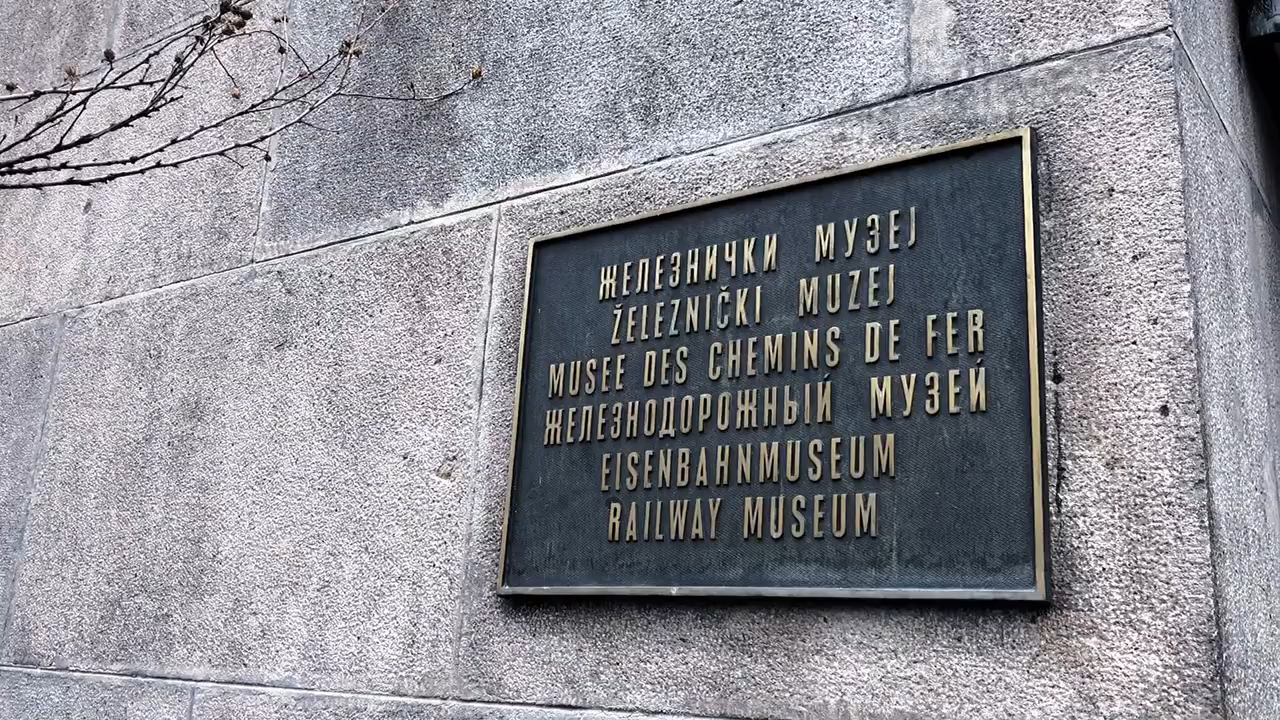 ЖЕЛЕЗНИЧКИ МУЗЕЈ
ŽELEZNIČKI MUZEJ
MUSEE DES CHEMINS DE FER
ЖЕЛЕЗНОДОРОЖНЫЙ МУЗЕЙ
EISENBAHNMUSEUM
RAILWAY MUSEUM